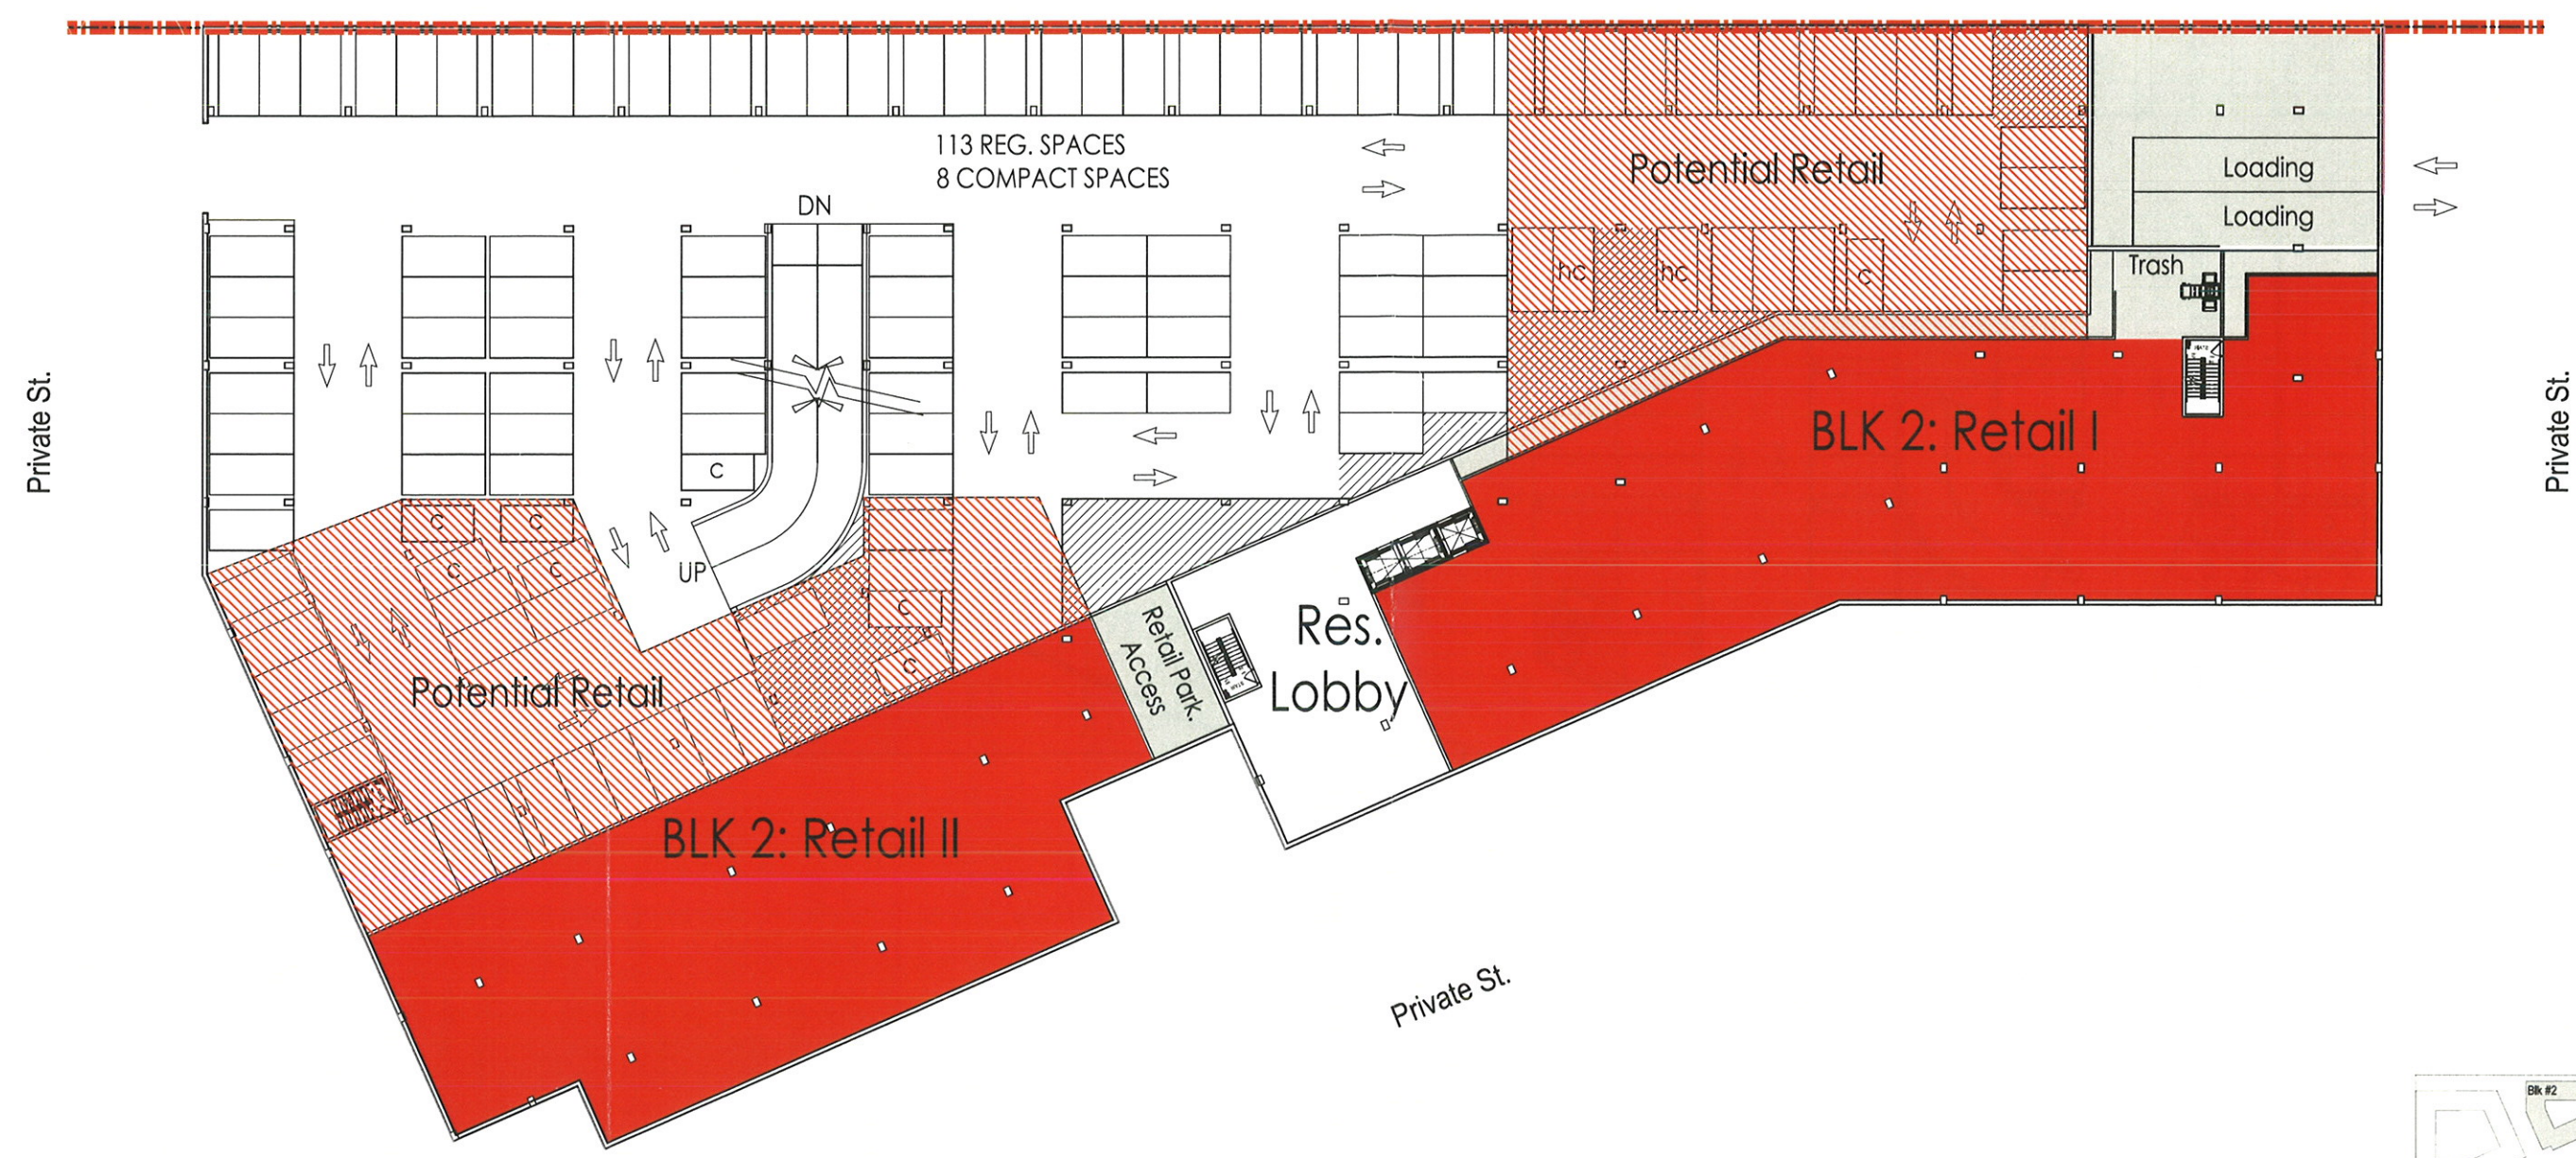 113 REG. SPACES
8 COMPACT SPACES
Potential Retail
Loading
Loading
DN
Trash
hc
hc
c
Private St.
BLK 2: Retail I
Private St.
c
c
c
c
c
UP
c
c
Res.
Lobby
Retail Park.
Access
Potential Retail
BLK 2: Retail II
Private St.
Blk #2